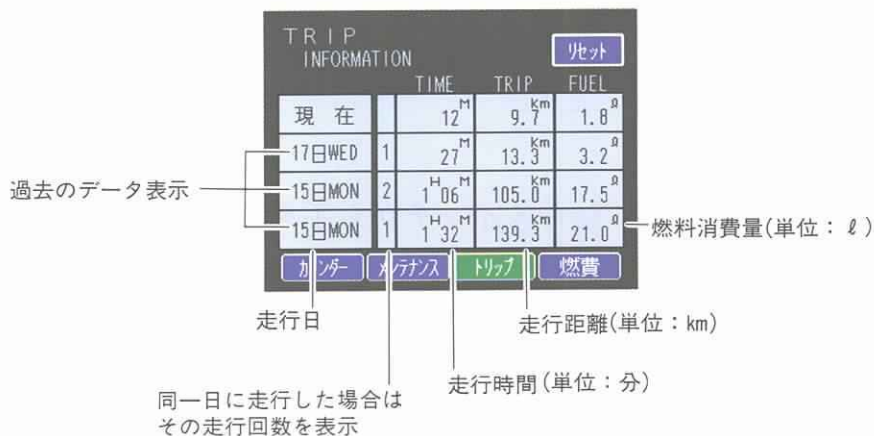 TRIP
INFORMATION
リセット
TIME TRIP FUEL
現 在 12M 9.7km 1.8ℓ
17日WED 1 27M 13.3km 3.2ℓ
15日MON 2 1H06M 105.0km 17.5ℓ
15日MON 1 1H32M 139.3km 21.0ℓ
過去のデータ表示
燃料消費量(単位：ℓ)
カレンダー メンテナンス トリップ 燃費
走行日
走行距離(単位：km)
走行時間(単位：分)
同一日に走行した場合は
その走行回数を表示